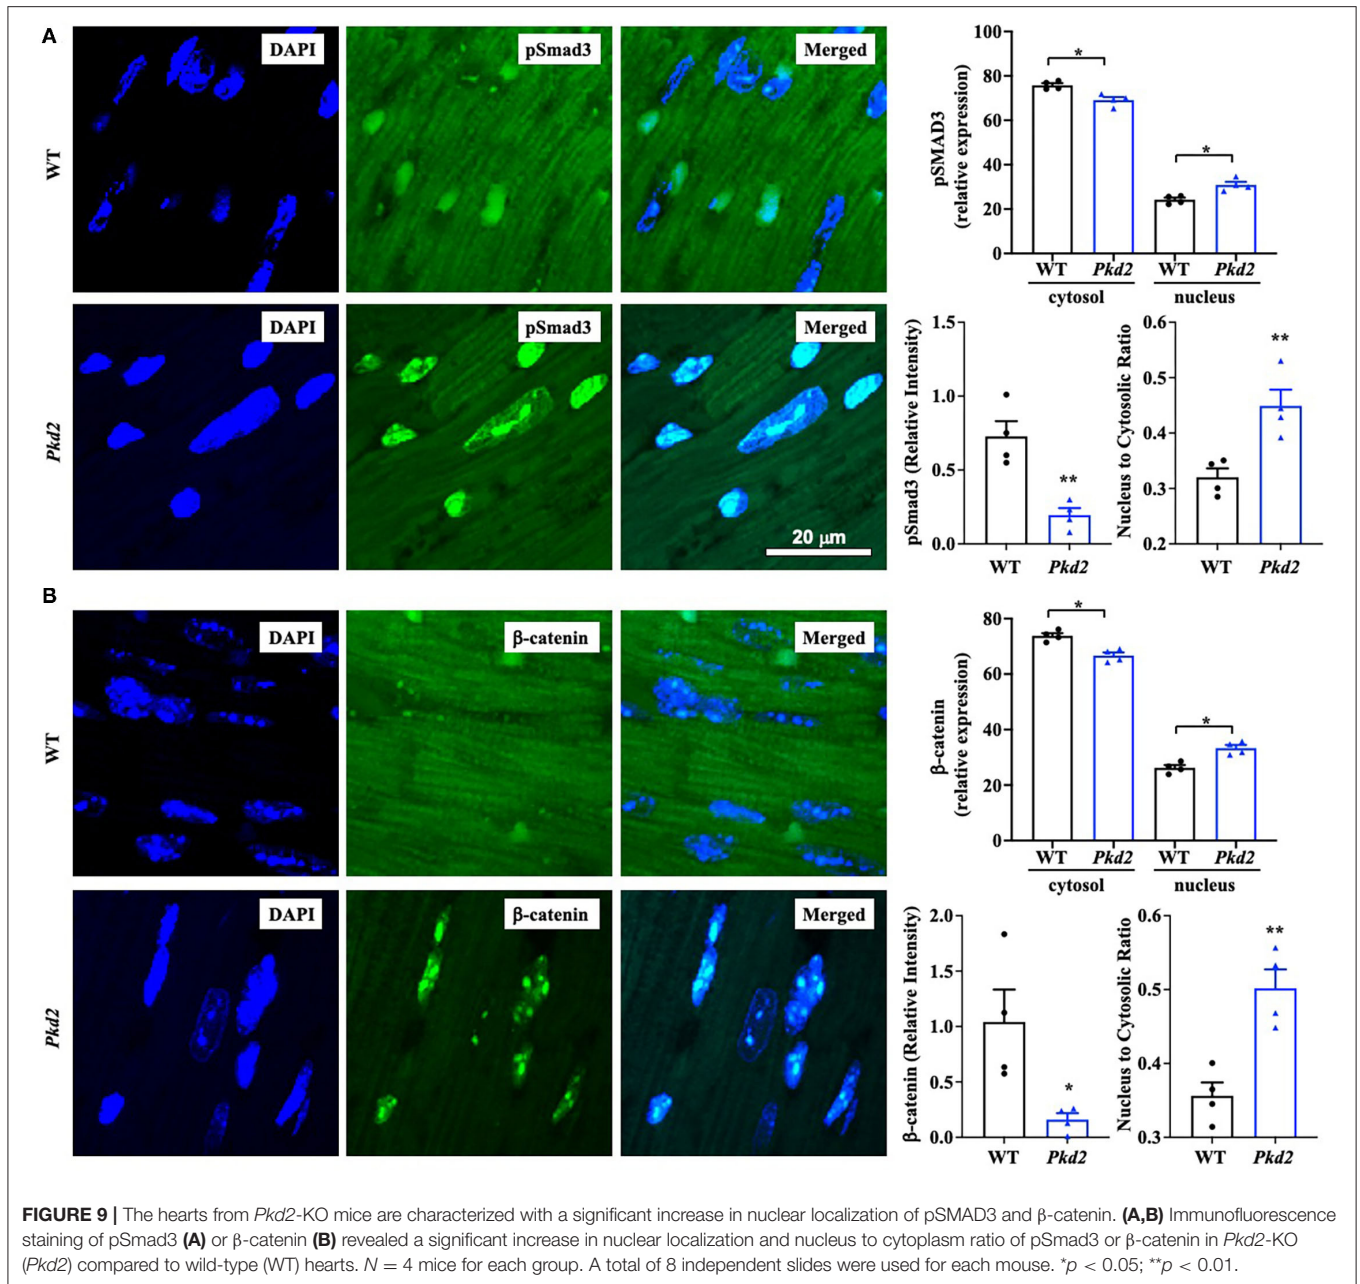 A
DAPI
pSmad3
Merged
WT
DAPI
pSmad3
Merged
Pkd2
20 μm
pSMAD3
(relative expression)
100
80
60
40
20
0
*
*
WT
Pkd2
WT
Pkd2
cytosol
nucleus
pSmad3 (Relative Intensity)
1.5
1.0
0.5
0.0
**
WT
Pkd2
Nucleus to Cytosolic Ratio
0.6
0.5
0.4
0.3
0.2
**
WT
Pkd2
B
DAPI
β-catenin
Merged
WT
DAPI
β-catenin
Merged
Pkd2
β-catenin
(relative expression)
80
60
40
20
0
*
*
WT
Pkd2
WT
Pkd2
cytosol
nucleus
β-catenin (Relative Intensity)
2.0
1.5
1.0
0.5
0.0
*
WT
Pkd2
Nucleus to Cytosolic Ratio
0.6
0.5
0.4
0.3
**
WT
Pkd2
FIGURE 9 | The hearts from Pkd2-KO mice are characterized with a significant increase in nuclear localization of pSMAD3 and β-catenin. (A,B) Immunofluorescence
staining of pSmad3 (A) or β-catenin (B) revealed a significant increase in nuclear localization and nucleus to cytoplasm ratio of pSmad3 or β-catenin in Pkd2-KO
(Pkd2) compared to wild-type (WT) hearts. N = 4 mice for each group. A total of 8 independent slides were used for each mouse. *p < 0.05; **p < 0.01.